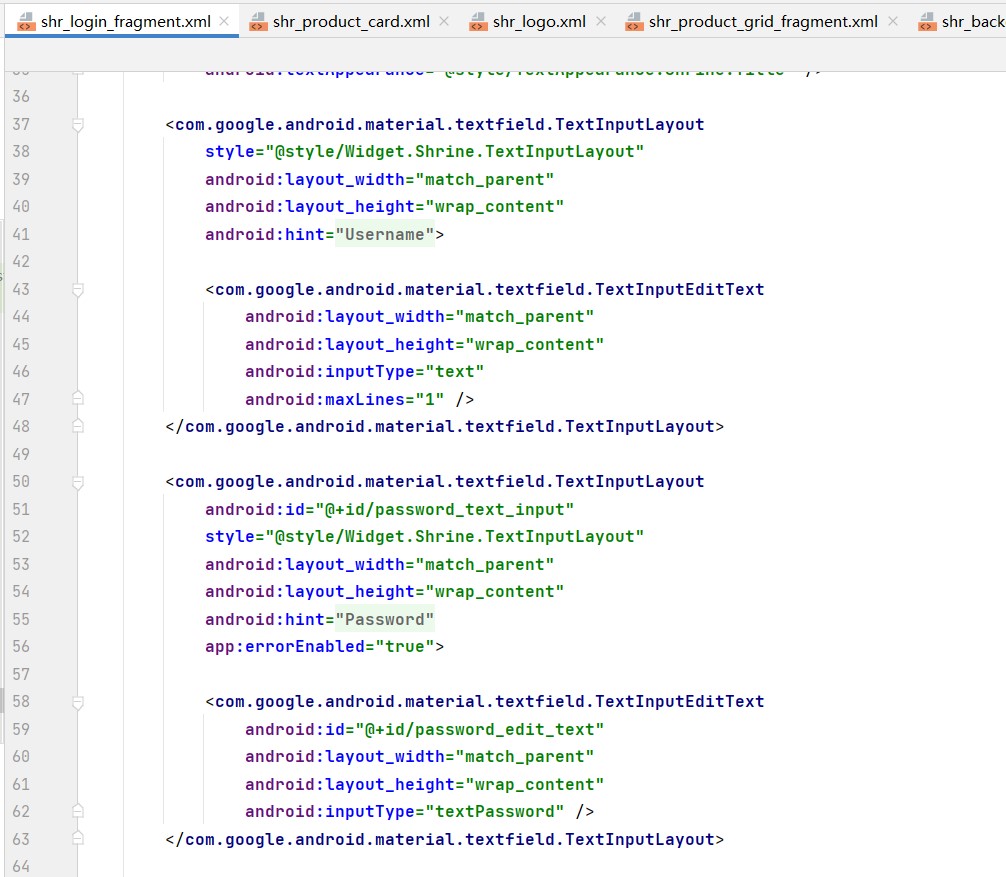 shr_login_fragment.xml shr_product_card.xml shr_logo.xml shr_product_grid_fragment.xml shr_back
36
37 <com.google.android.material.textfield.TextInputLayout
38 style="@style/Widget.Shrine.TextInputLayout"
39 android:layout_width="match_parent"
40 android:layout_height="wrap_content"
41 android:hint="Username">
42
43 <com.google.android.material.textfield.TextInputEditText
44 android:layout_width="match_parent"
45 android:layout_height="wrap_content"
46 android:inputType="text"
47 android:maxLines="1" />
48 </com.google.android.material.textfield.TextInputLayout>
49
50 <com.google.android.material.textfield.TextInputLayout
51 android:id="@+id/password_text_input"
52 style="@style/Widget.Shrine.TextInputLayout"
53 android:layout_width="match_parent"
54 android:layout_height="wrap_content"
55 android:hint="Password"
56 app:errorEnabled="true">
57
58 <com.google.android.material.textfield.TextInputEditText
59 android:id="@+id/password_edit_text"
60 android:layout_width="match_parent"
61 android:layout_height="wrap_content"
62 android:inputType="textPassword" />
63 </com.google.android.material.textfield.TextInputLayout>
64